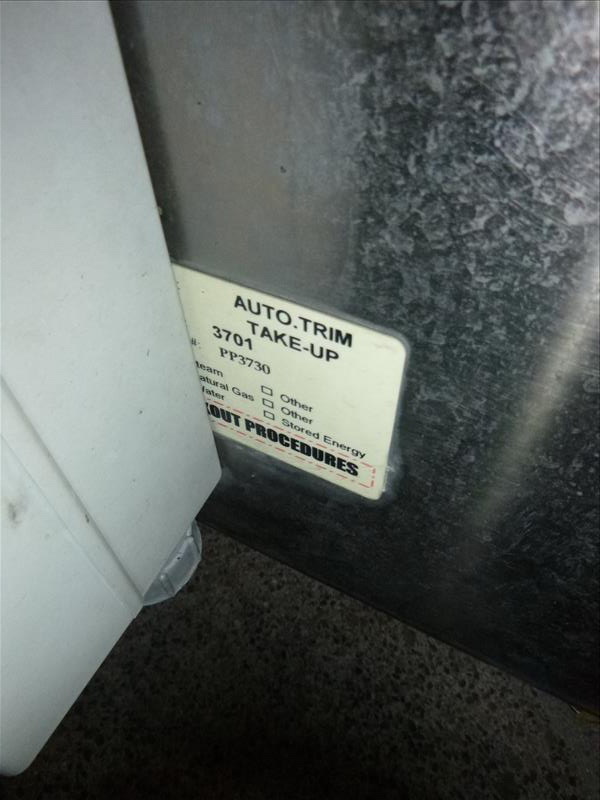 AUTO.TRIM
TAKE-UP
3701
#: PP3730
team ☐ Other
atural Gas ☐ Other
ater ☐ Stored Energy
KOUT PROCEDURES